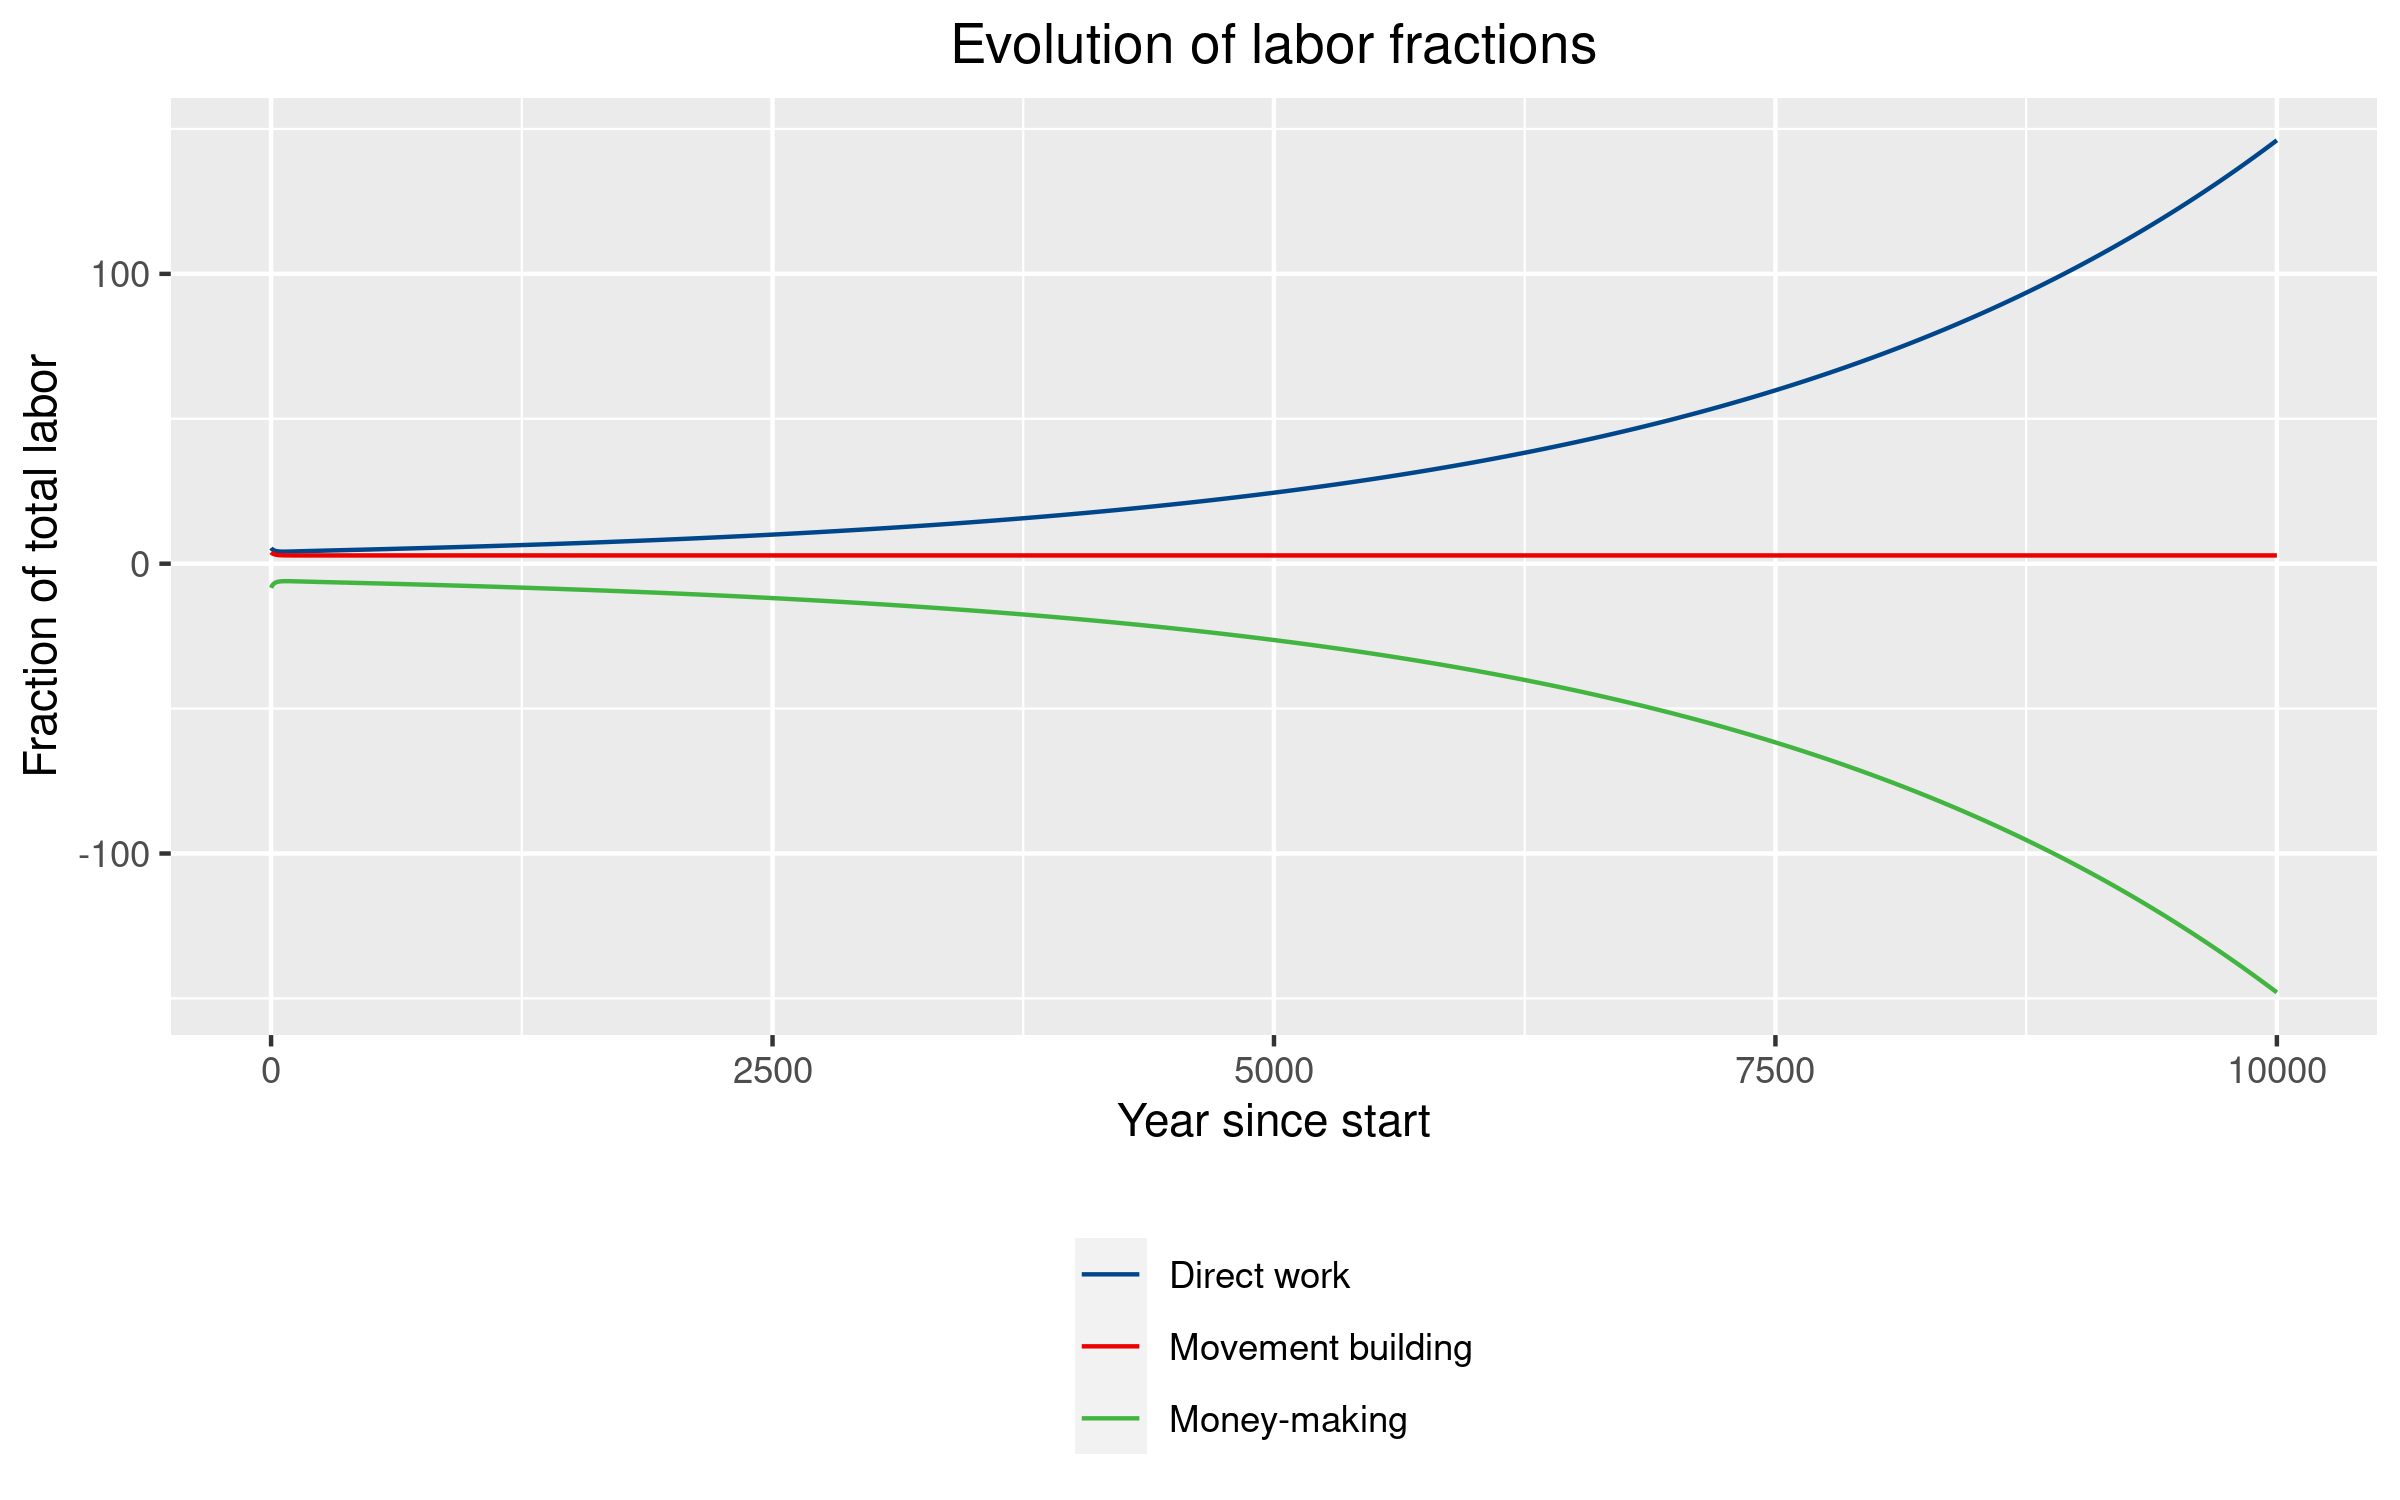 Evolution of labor fractions
Fraction of total labor
100
0
-100
0 2500 5000 7500 10000
Year since start
Direct work
Movement building
Money-making